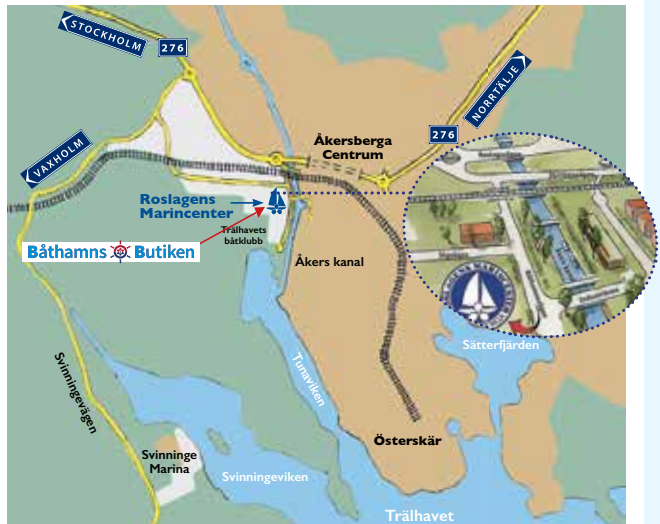 STOCKHOLM
276
NORRTÄLJE
276
VAXHOLM
Åkersberga
Centrum
Roslagens
Marincenter
Trälhavets
båtklubb
Båthamns Butiken
Åkers kanal
Sätterfjärden
Tunaviken
Svinningevägen
Österskär
Svinninge
Marina
Svinningeviken
Trälhavet